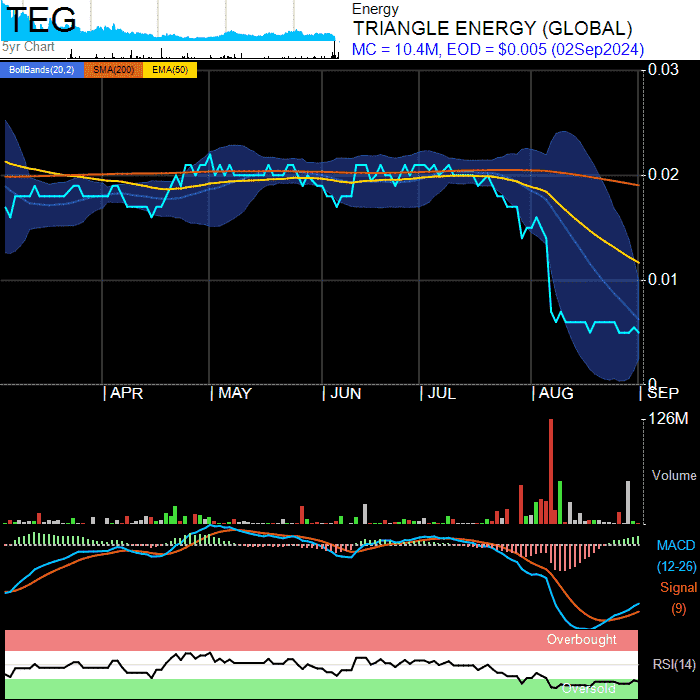 TEG
5yr Chart
Energy
TRIANGLE ENERGY (GLOBAL)
MC = 10.4M, EOD = $0.005 (02Sep2024)
BollBands(20,2) SMA(200) EMA(50)
0.03
0.02
0.01
0
APR MAY JUN JUL AUG SEP
126M
Volume
MACD
(12-26)
Signal
(9)
Overbought
RSI(14)
Oversold